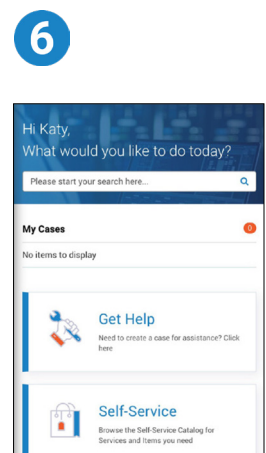 6
Hi Katy,
What would you like to do today?
Please start your search here...
My Cases 0
No items to display
Get Help
Need to create a case for assistance? Click
here
Self-Service
Browse the Self-Service Catalog for
Services and Items you need